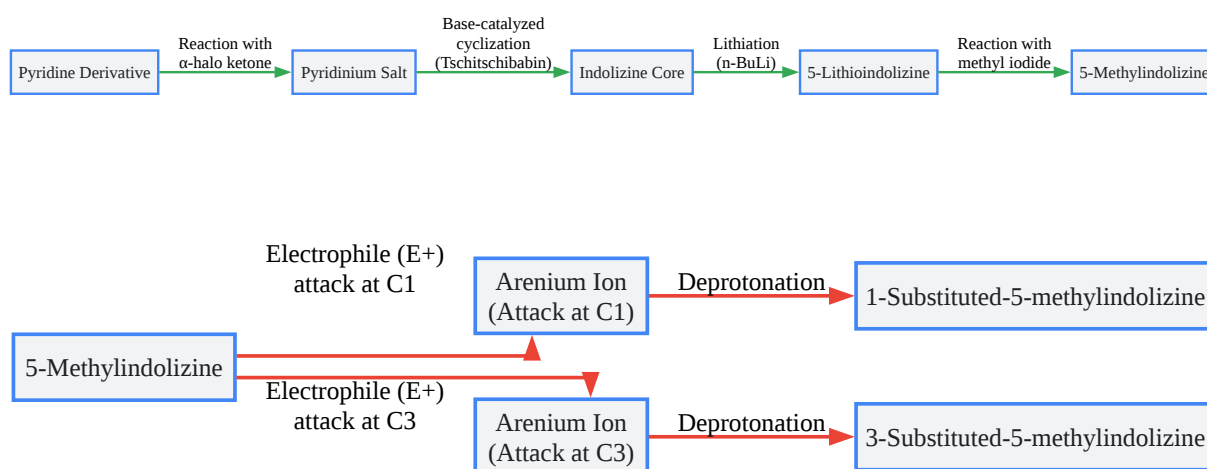 Pyridine Derivative
Reaction with
α-halo ketone
Pyridinium Salt
Base-catalyzed
cyclization
(Tschitschibabin)
Indolizine Core
Lithiation
(n-BuLi)
5-Lithioindolizine
Reaction with
methyl iodide
5-Methylindolizine
5-Methylindolizine
Electrophile (E+)
attack at C1
Arenium Ion
(Attack at C1)
Deprotonation
1-Substituted-5-methylindolizine
Electrophile (E+)
attack at C3
Arenium Ion
(Attack at C3)
Deprotonation
3-Substituted-5-methylindolizine